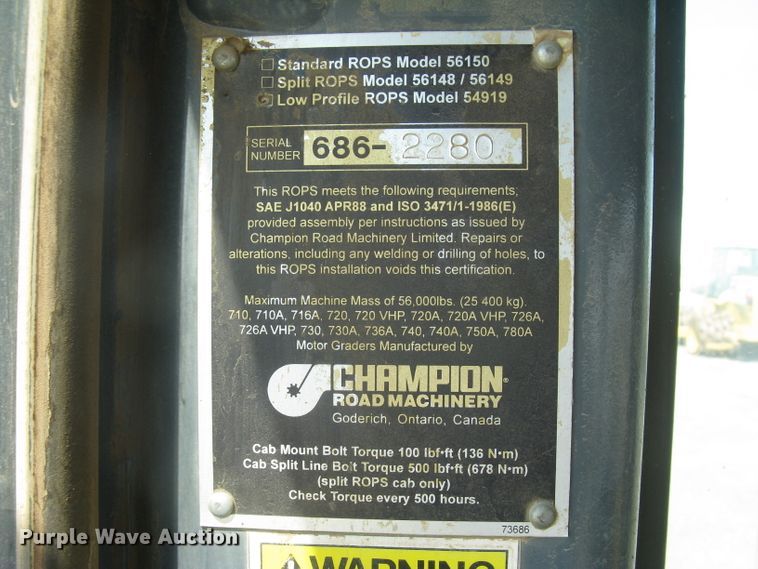 Standard ROPS Model 56150
Split ROPS Model 56148 / 56149
Low Profile ROPS Model 54919
SERIAL
NUMBER 686- 2280
This ROPS meets the following requirements;
SAE J1040 APR88 and ISO 3471/1-1986(E)
provided assembly per instructions as issued by
Champion Road Machinery Limited. Repairs or
alterations, including any welding or drilling of holes, to
this ROPS installation voids this certification.
Maximum Machine Mass of 56,000lbs. (25 400 kg).
710, 710A, 716A, 720, 720 VHP, 720A, 720A VHP, 726A,
726A VHP, 730, 730A, 736A, 740, 740A, 750A, 780A
Motor Graders Manufactured by
CHAMPION®
ROAD MACHINERY
Goderich, Ontario, Canada
Cab Mount Bolt Torque 100 lbf•ft (136 N•m)
Cab Split Line Bolt Torque 500 lbf•ft (678 N•m)
(split ROPS cab only)
Check Torque every 500 hours.
73686
WARNING
Purple Wave Auction